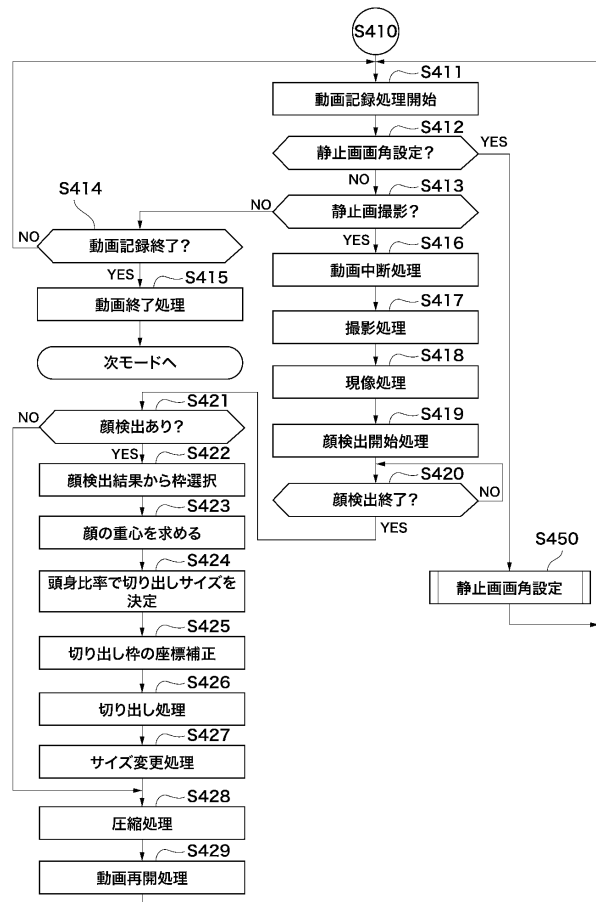 S410
S411
動画記録処理開始
S412
静止画画角設定?
YES
NO
S413
静止画撮影?
NO
YES
S414
動画記録終了?
NO
YES
S415
動画終了処理
次モードへ
S416
動画中断処理
S417
撮影処理
S418
現像処理
S419
顔検出開始処理
S420
顔検出終了?
NO
YES
S421
顔検出あり?
NO
YES
S422
顔検出結果から枠選択
S423
顔の重心を求める
S424
頭身比率で切り出しサイズを
決定
S425
切り出し枠の座標補正
S426
切り出し処理
S427
サイズ変更処理
S428
圧縮処理
S429
動画再開処理
S450
静止画画角設定